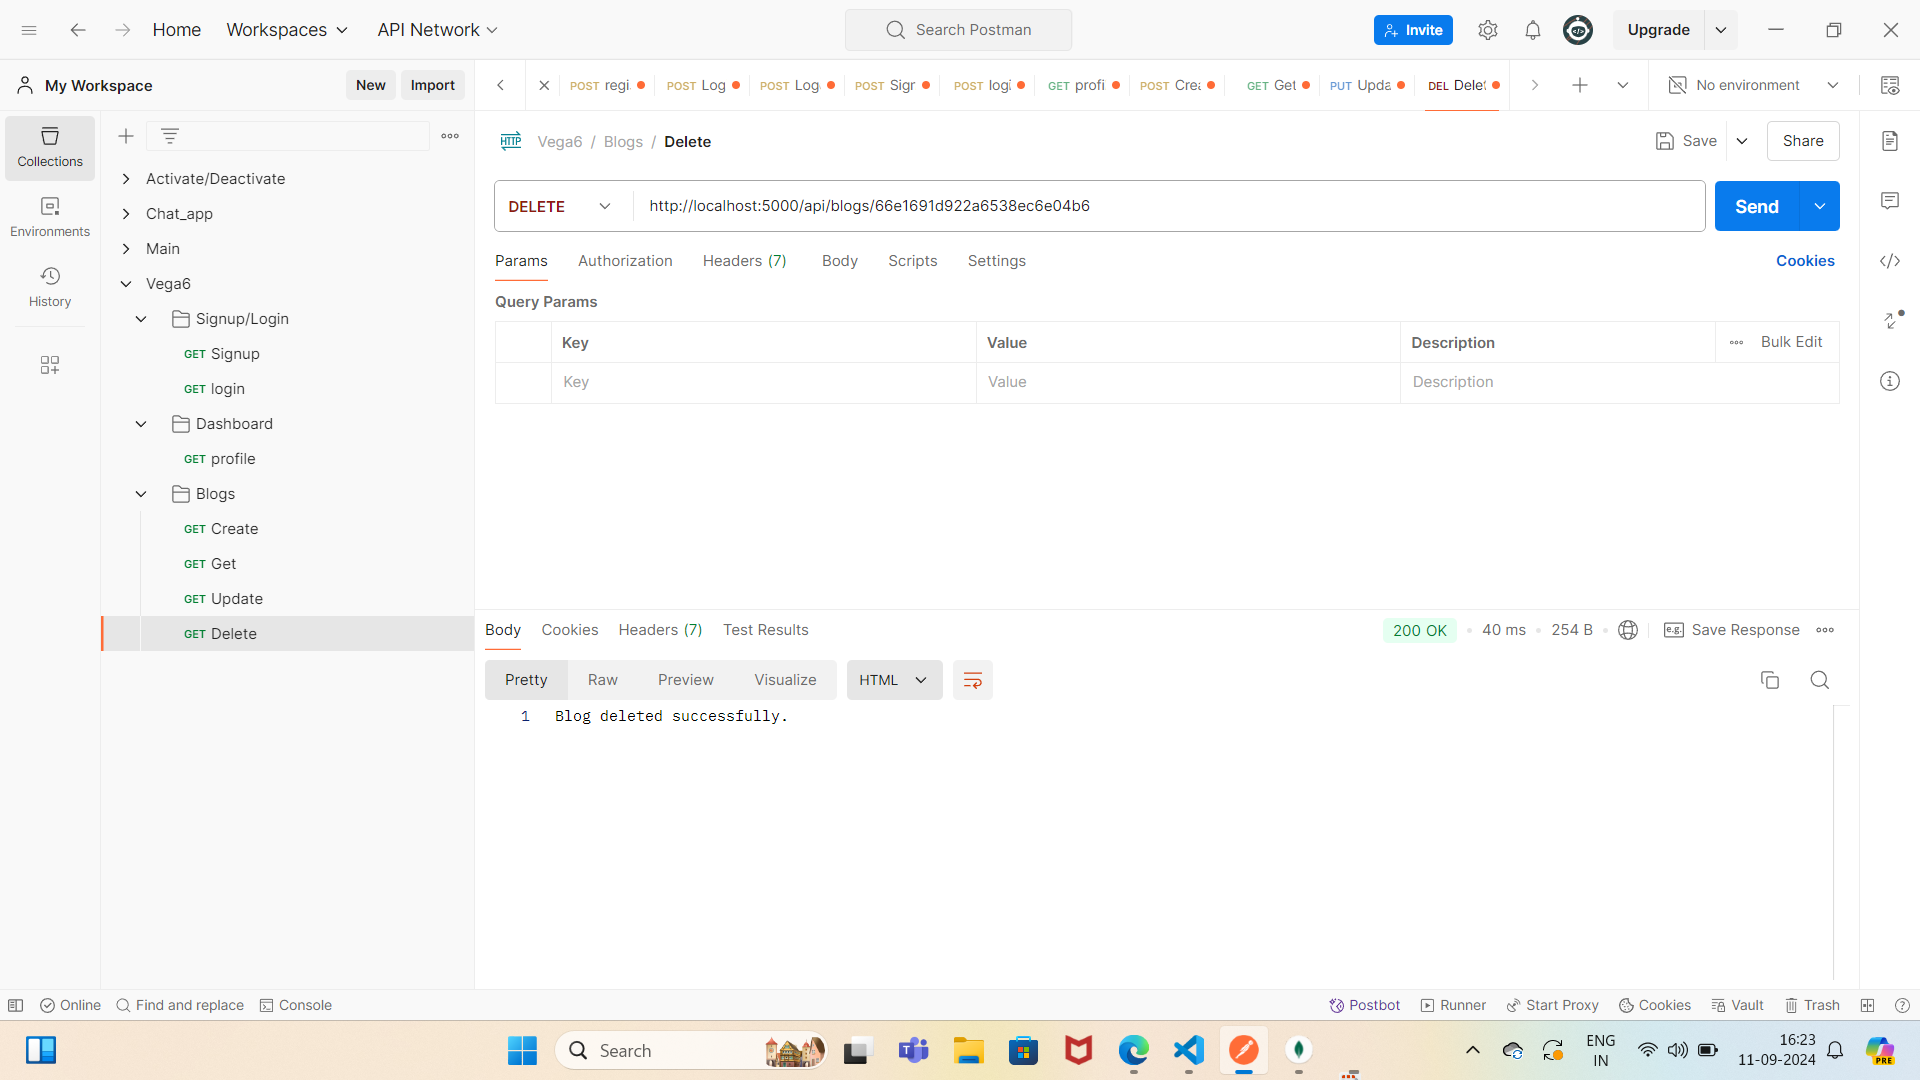 Home
Workspaces
API Network
Search Postman
Invite
Upgrade
My Workspace
New
Import
POST regi
POST Log
POST Log
POST Sigr
POST logi
GET profi
POST Crea
GET Get
PUT Upda
DEL Delet
No environment
Collections
Environments
History
Activate/Deactivate
Chat_app
Main
Vega6
Signup/Login
GET Signup
GET login
Dashboard
GET profile
Blogs
GET Create
GET Get
GET Update
GET Delete
HTTP Vega6 / Blogs / Delete
Save
Share
DELETE
http://localhost:5000/api/blogs/66e1691d922a6538ec6e04b6
Send
Params
Authorization
Headers (7)
Body
Scripts
Settings
Cookies
Query Params
Key
Value
Description
Bulk Edit
Key
Value
Description
Body
Cookies
Headers (7)
Test Results
200 OK
40 ms
254 B
e.g.
Save Response
Pretty
Raw
Preview
Visualize
HTML
1 Blog deleted successfully.
Online
Find and replace
Console
Postbot
Runner
Start Proxy
Cookies
Vault
Trash
Search
ENG
IN
16:23
11-09-2024
PRE